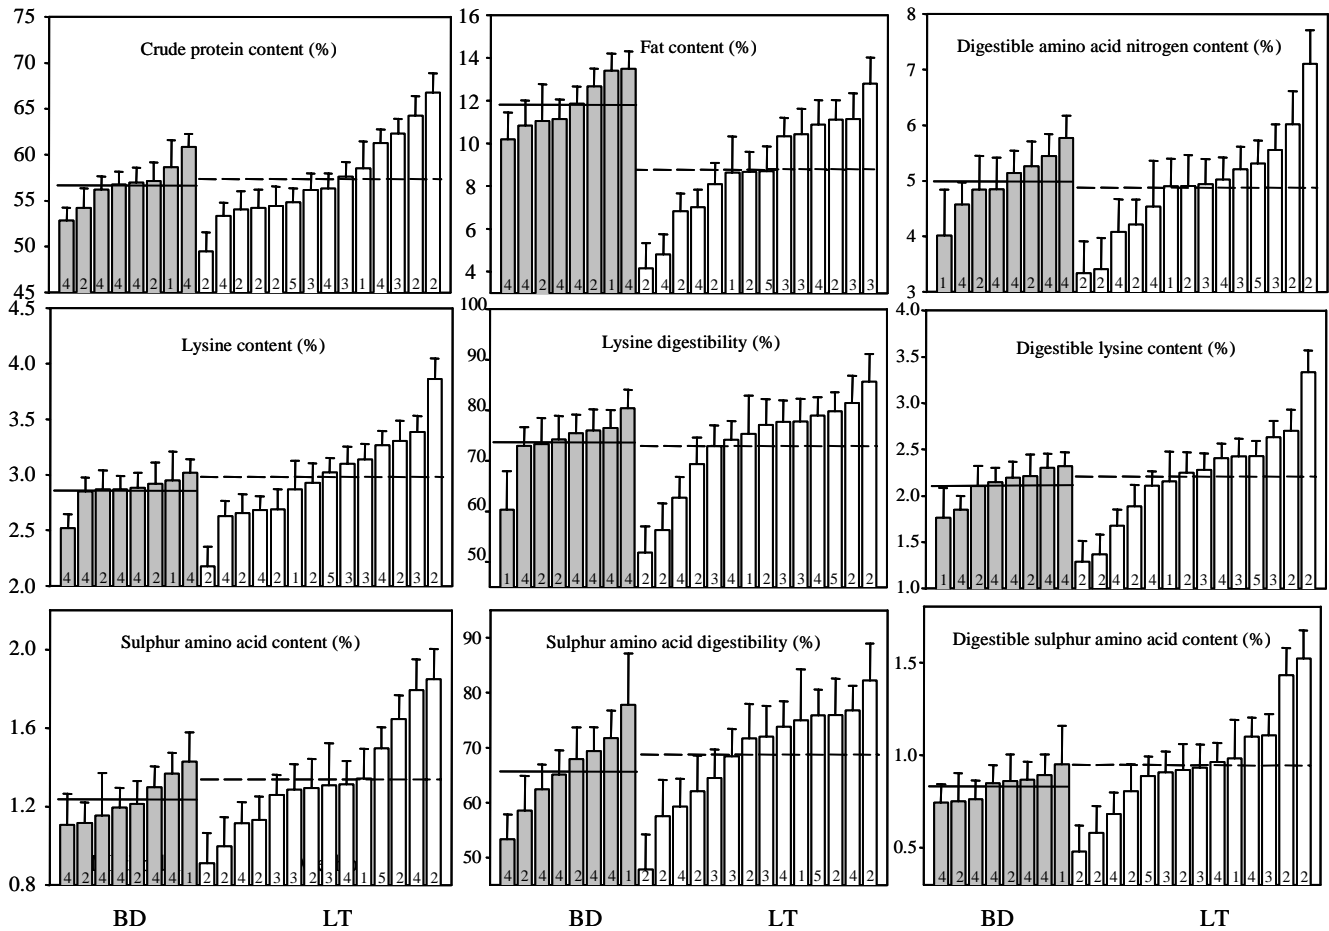 Crude protein content (%)
75
70
65
60
55
50
45
4 2 4 4 4 2 1 4 2 4 2 2 2 5 3 4 3 1 4 3 2 2
Fat content (%)
16
14
12
10
8
6
4
4 4 2 4 4 2 1 4 2 4 2 4 2 1 2 5 3 3 4 2 3 3
Digestible amino acid nitrogen content (%)
8
7
6
5
4
3
1 4 2 4 4 2 4 4 2 2 4 2 4 1 2 3 4 3 5 3 2 2
Lysine content (%)
4.5
4.0
3.5
3.0
2.5
2.0
4 4 2 4 4 2 1 4 2 4 2 4 2 1 2 5 3 3 4 2 3 2
Lysine digestibility (%)
100
90
80
70
60
50
1 4 2 2 4 4 4 4 2 2 4 2 3 4 1 2 3 3 4 5 2 2
Digestible lysine content (%)
4.0
3.5
3.0
2.5
2.0
1.5
1.0
1 4 2 4 4 2 4 4 2 2 4 2 4 1 2 3 4 3 5 3 2 2
Sulphur amino acid content (%)
2.0
1.6
1.2
0.8
4 2 4 4 2 4 4 1 2 2 4 2 3 3 2 3 4 1 5 2 4 2
Sulphur amino acid digestibility (%)
90
80
70
60
50
4 2 4 4 2 4 4 1 2 2 4 2 3 3 2 3 4 1 5 2 4 2
Digestible sulphur amino acid content (%)
1.5
1.0
0.5
4 2 4 4 2 4 4 1 2 2 4 2 5 3 2 3 4 1 4 3 2 2
BD LT BD LT BD LT